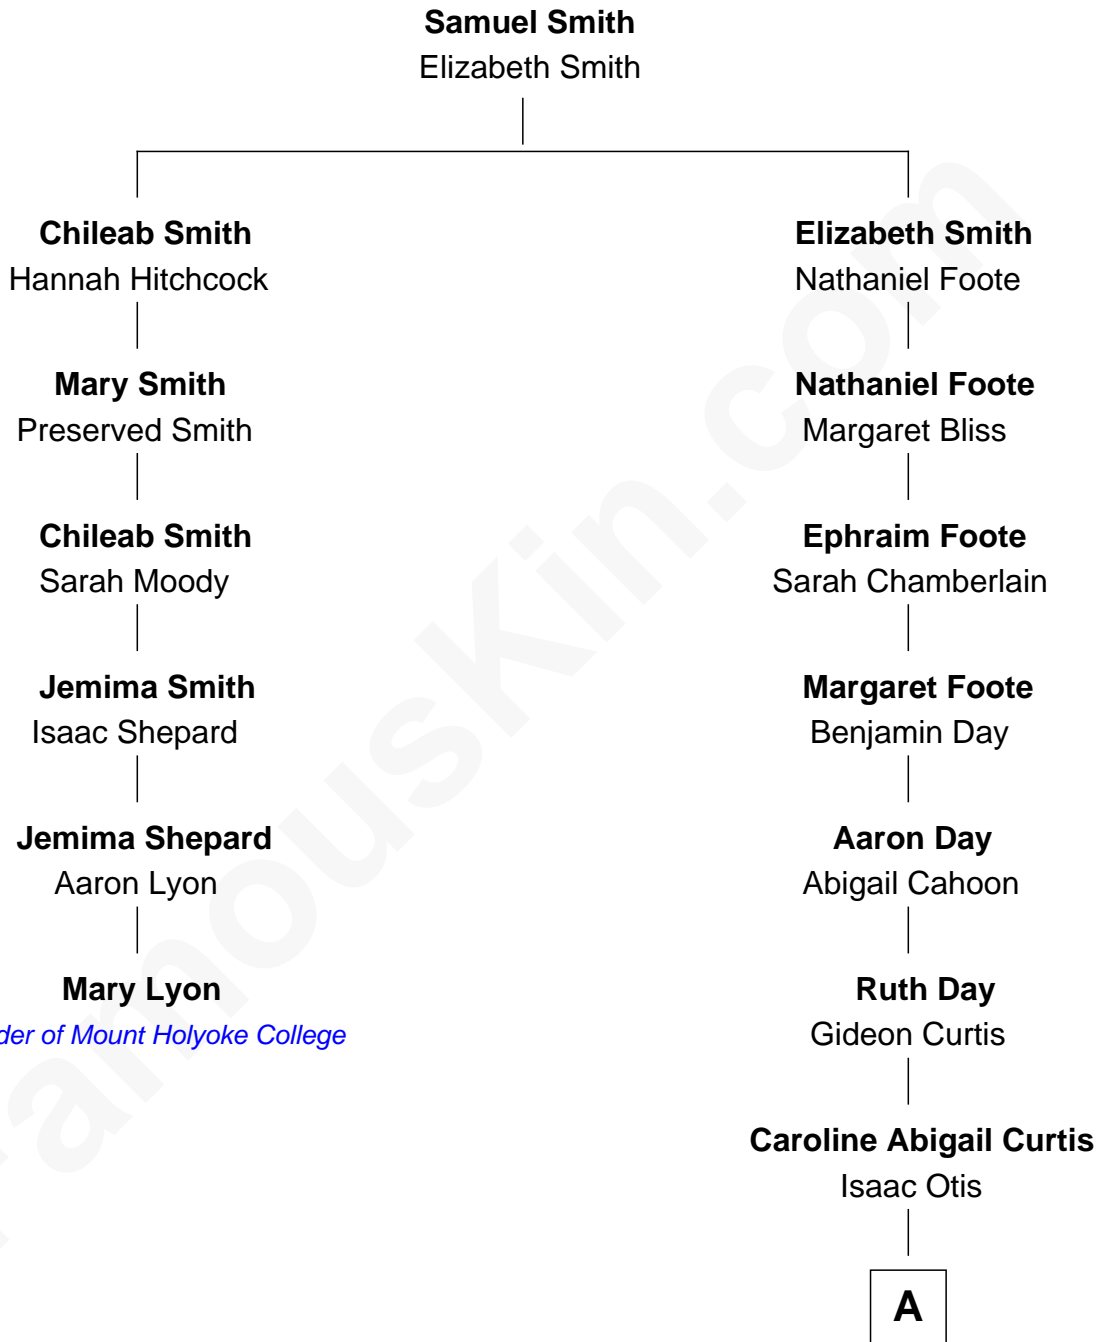 Samuel Smith
Elizabeth Smith
Chileab Smith
Hannah Hitchcock
Mary Smith
Preserved Smith
Chileab Smith
Sarah Moody
Jemima Smith
Isaac Shepard
Jemima Shepard
Aaron Lyon
Mary Lyon
der of Mount Holyoke College
Elizabeth Smith
Nathaniel Foote
Nathaniel Foote
Margaret Bliss
Ephraim Foote
Sarah Chamberlain
Margaret Foote
Benjamin Day
Aaron Day
Abigail Cahoon
Ruth Day
Gideon Curtis
Caroline Abigail Curtis
Isaac Otis
A
FamousKin.com